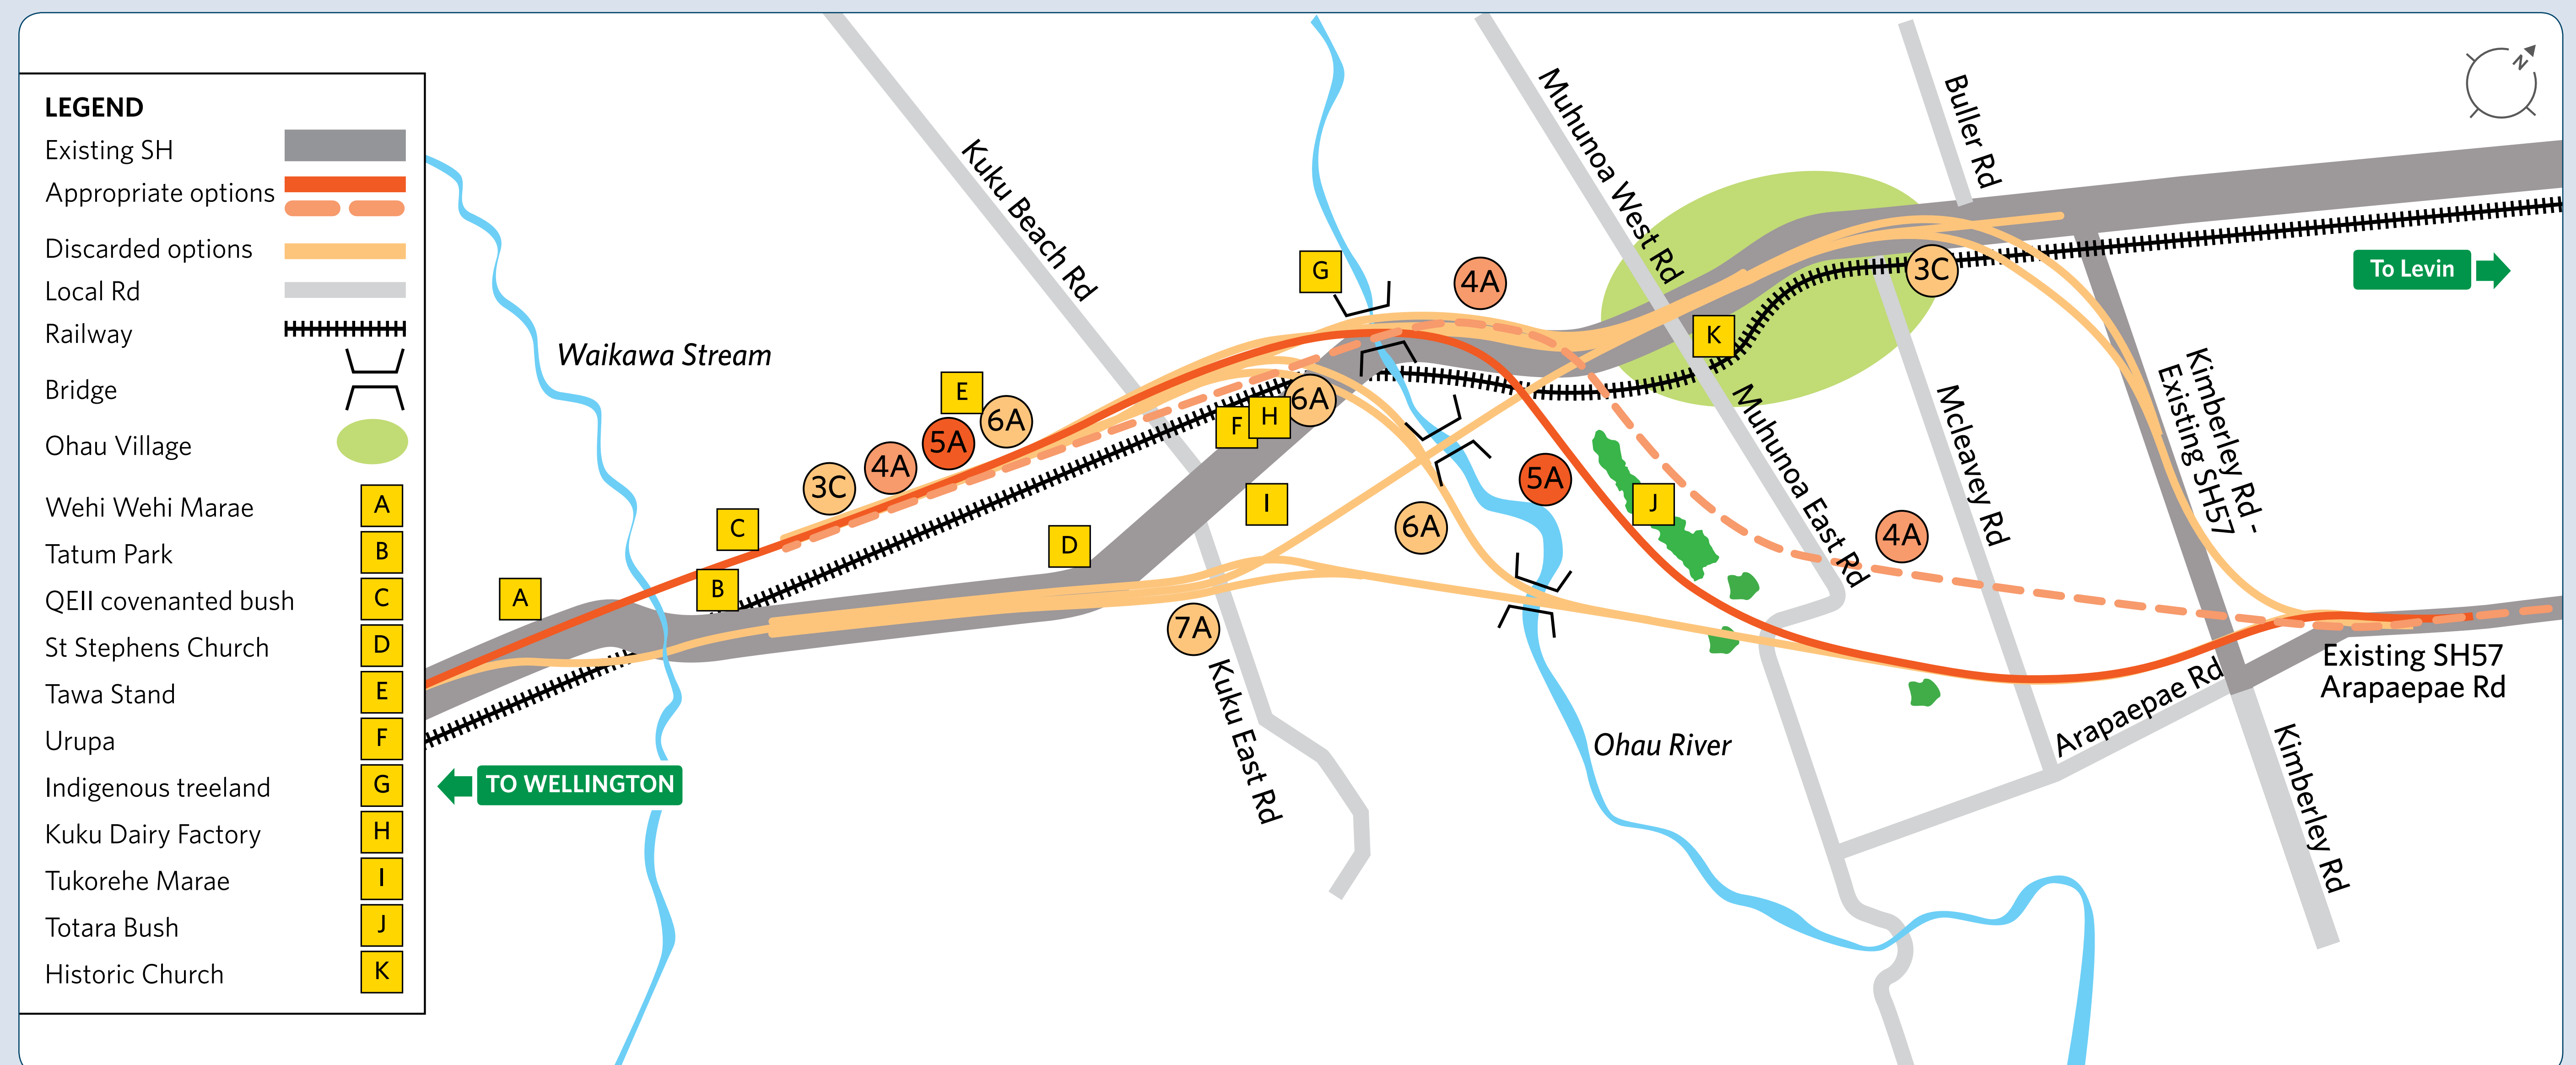 LEGEND
Existing SH
Appropriate options
Discarded options
Local Rd
Railway
Bridge
Ohau Village
Wehi Wehi Marae A
Tatum Park B
QEII covenanted bush C
St Stephens Church D
Tawa Stand E
Urupa F
Indigenous treeland G
Kuku Dairy Factory H
Tukorehe Marae I
Totara Bush J
Historic Church K
Waikawa Stream
Kuku Beach Rd
Muhunoa West Rd
Buller Rd
N
To Levin
G
4A
3C
K
E
6A
5A
4A
3C
6A
F
H
C
D
I
B
A
6A
5A
J
4A
7A
Muhunoa East Rd
Mcleavey Rd
Kimberley Rd -
Existing SH57
Existing SH57
Arapaepae Rd
Arapaepae Rd
Kuku East Rd
Ohau River
Kimberley Rd
TO WELLINGTON